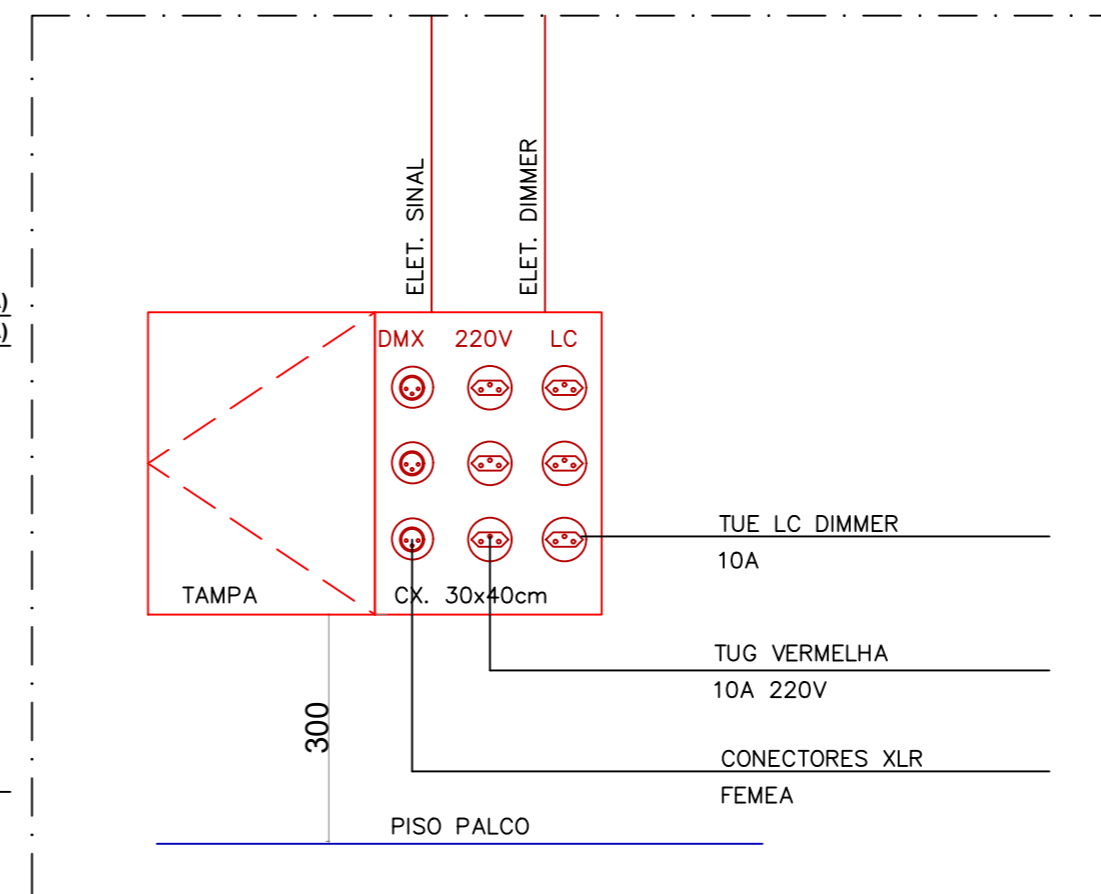 ELET. SINAL
ELET. DIMMER
)
)
DMX 220V LC
TUE LC DIMMER
10A
TAMPA
CX. 30x40cm
TUG VERMELHA
10A 220V
300
CONECTORES XLR
FEMEA
PISO PALCO